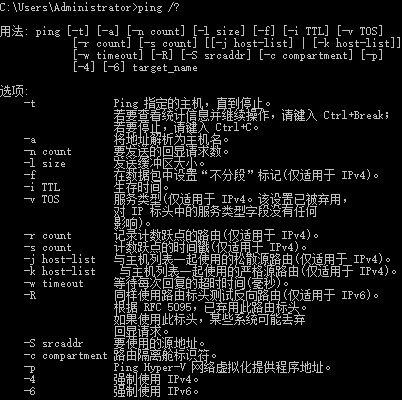 C:\Users\Administrator>ping /?
用法: ping [-t] [-a] [-n count] [-l size] [-f] [-i TTL] [-v TOS]
[-r count] [-s count] [[-j host-list] | [-k host-list]]
[-w timeout] [-R] [-S srcaddr] [-c compartment] [-p]
[-4] [-6] target_name
选项:
-t Ping 指定的主机，直到停止。
若要查看统计信息并继续操作，请键入 Ctrl+Break；
若要停止，请键入 Ctrl+C。
-a 将地址解析为主机名。
-n count 要发送的回显请求数。
-l size 发送缓冲区大小。
-f 在数据包中设置“不分段”标记(仅适用于 IPv4)。
-i TTL 生存时间。
-v TOS 服务类型(仅适用于 IPv4。该设置已被弃用，
对 IP 标头中的服务类型字段没有任何
影响)。
-r count 记录计数跃点的路由(仅适用于 IPv4)。
-s count 计数跃点的时间戳(仅适用于 IPv4)。
-j host-list 与主机列表一起使用的松散源路由(仅适用于 IPv4)。
-k host-list 与主机列表一起使用的严格源路由(仅适用于 IPv4)。
-w timeout 等待每次回复的超时时间(毫秒)。
-R 同样使用路由标头测试反向路由(仅适用于 IPv6)。
根据 RFC 5095，已弃用此路由标头。
如果使用此标头，某些系统可能丢弃
回显请求。
-S srcaddr 要使用的源地址。
-c compartment 路由隔离舱标识符。
-p Ping Hyper-V 网络虚拟化提供程序地址。
-4 强制使用 IPv4。
-6 强制使用 IPv6。